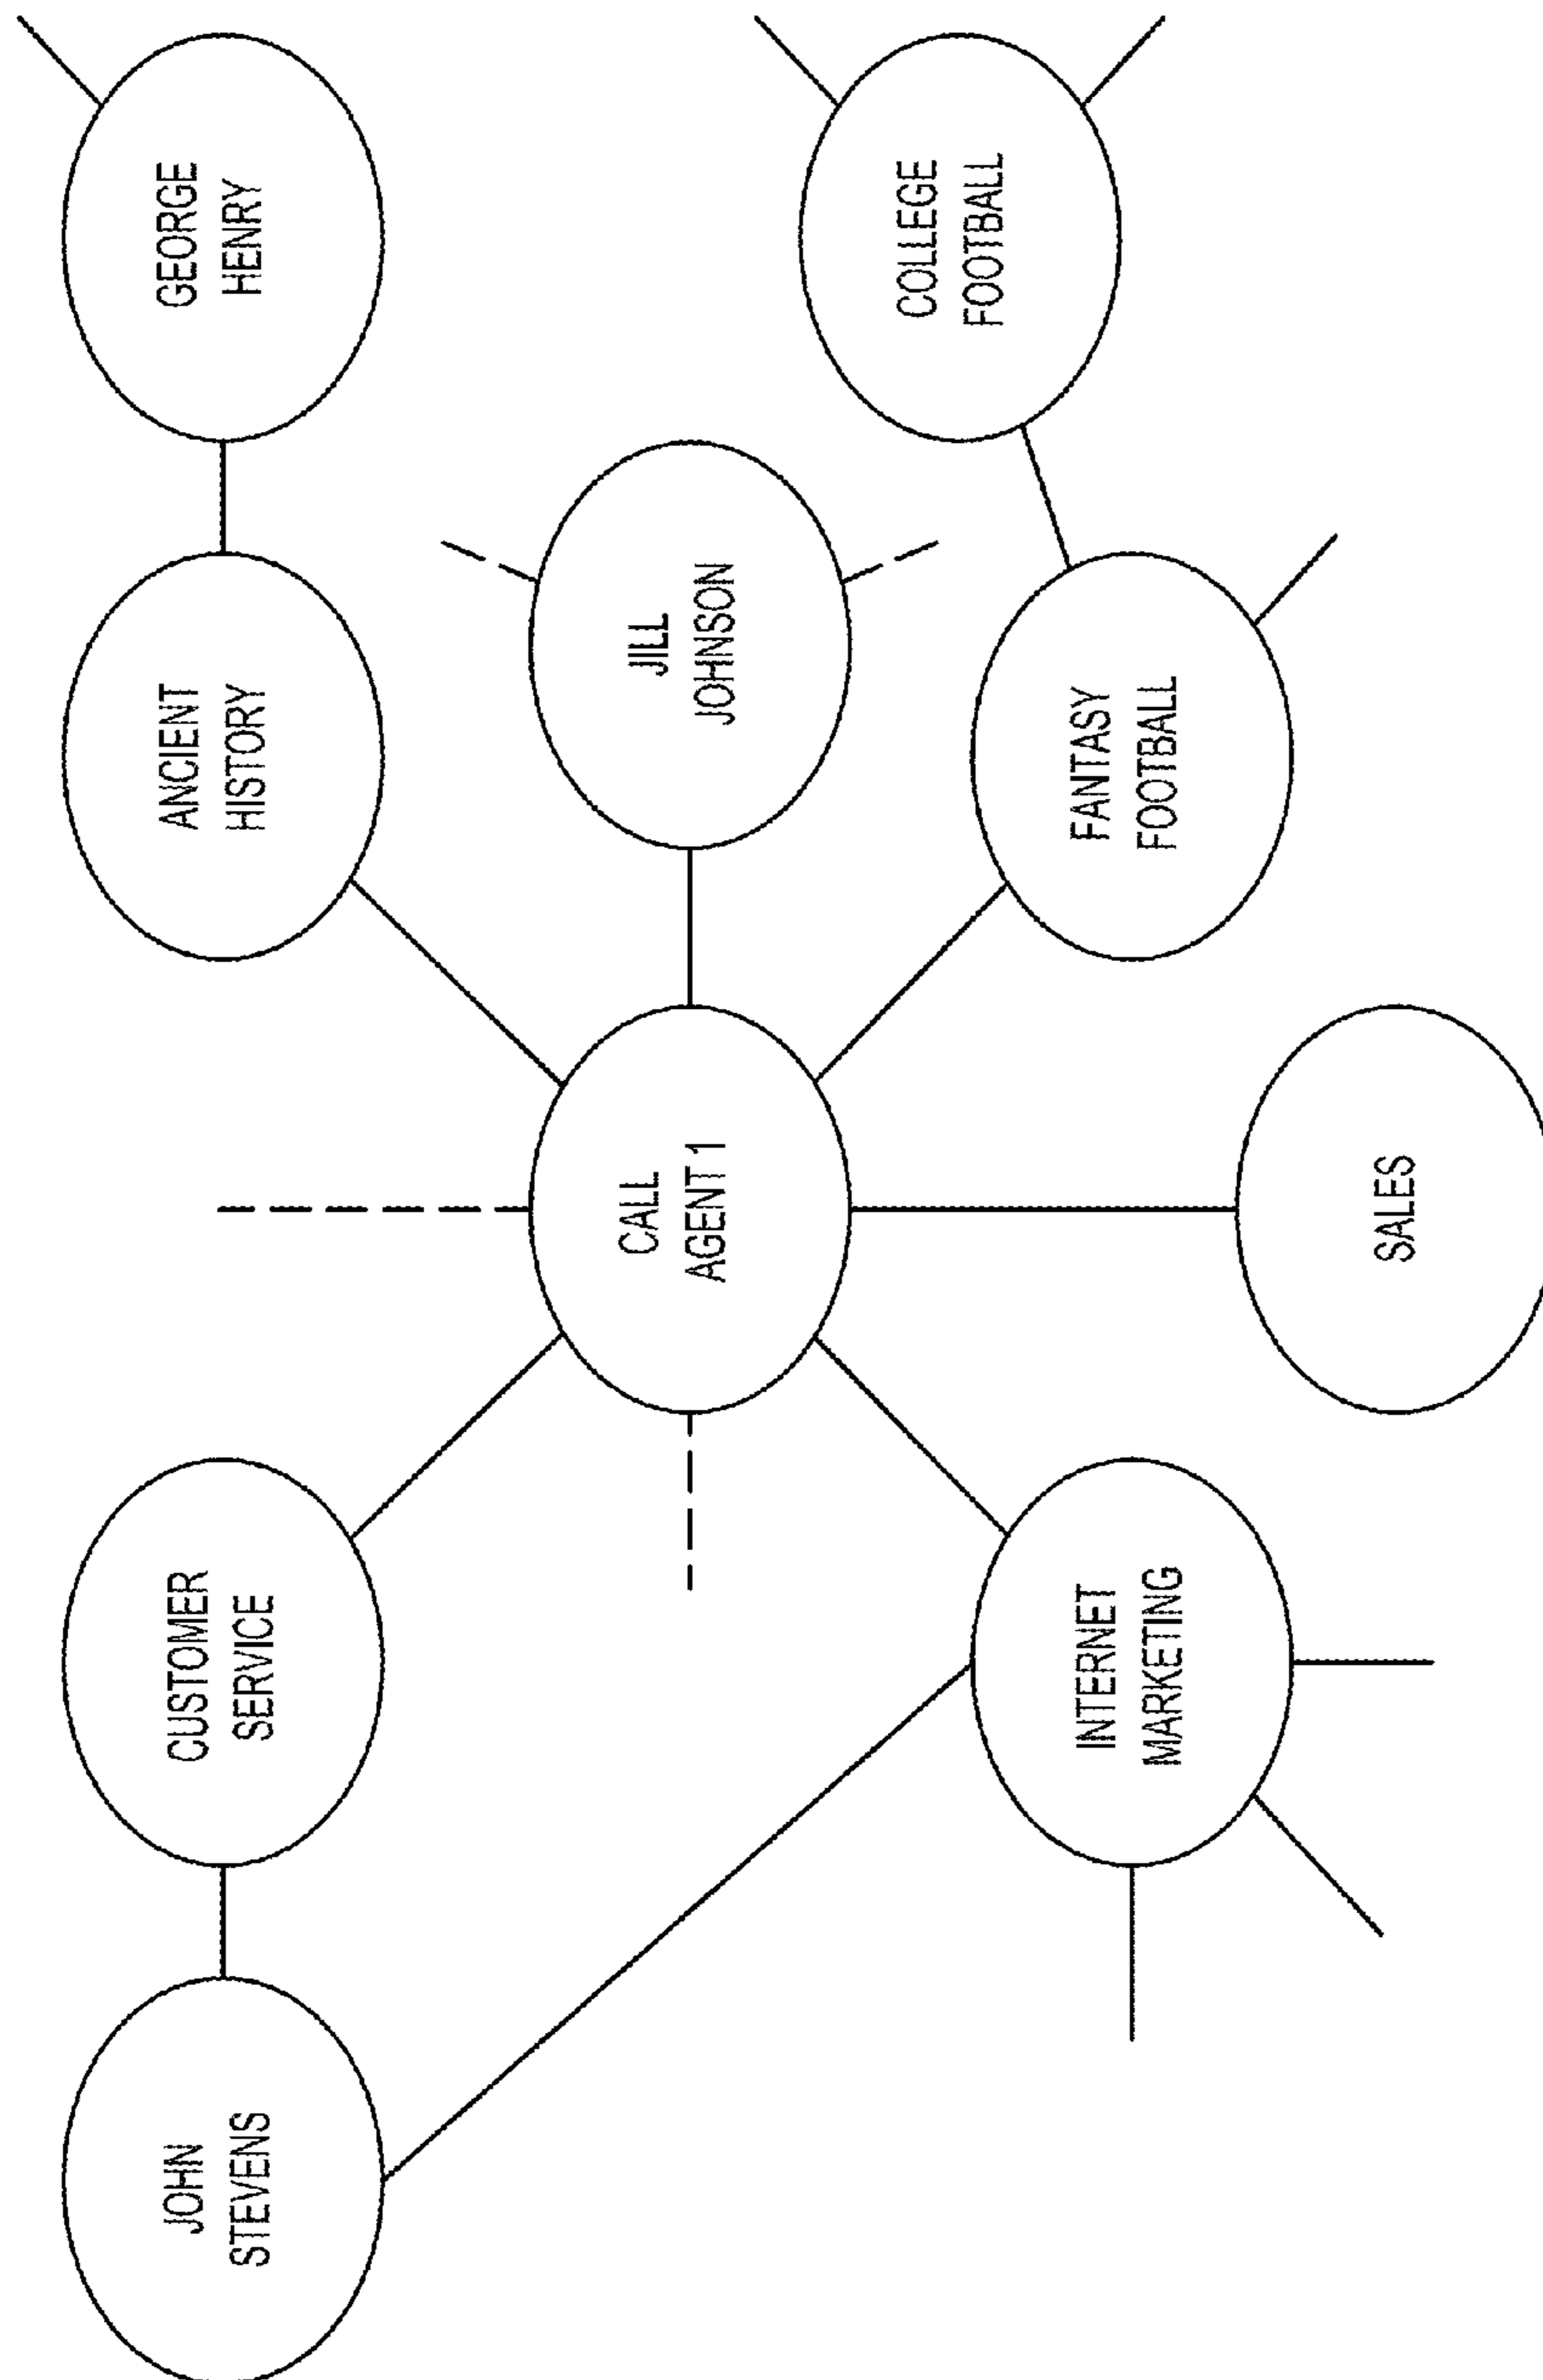 JOHN
STEVENS
CUSTOMER
SERVICE
ANCIENT
HISTORY
GEORGE
HENRY
CALL
AGENT 1
JILL
JOHNSON
INTERNET
MARKETING
FANTASY
FOOTBALL
COLLEGE
FOOTBALL
SALES